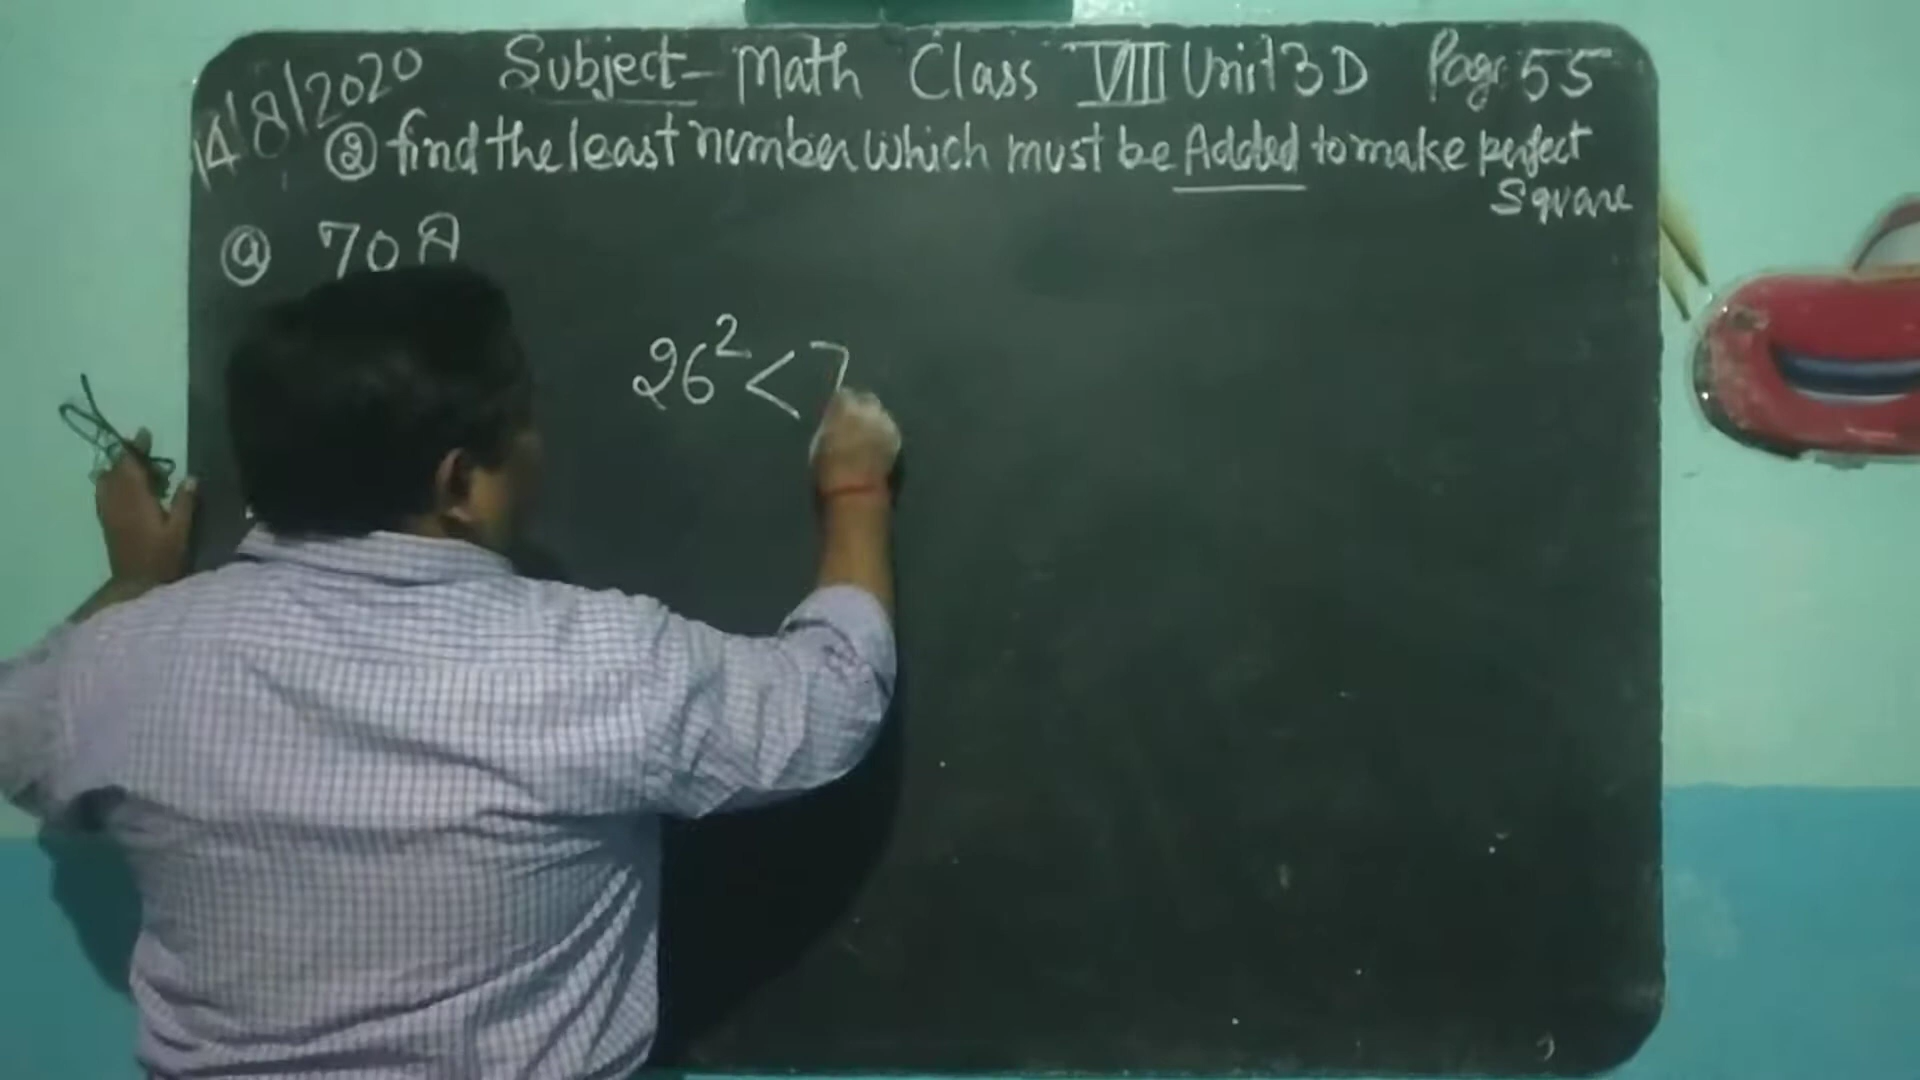 14/8/2020 Subject- Math Class VIII Unit 3D Page 55
② find the least number which must be Added to make perfect
Square
ⓐ 70
26² < 7